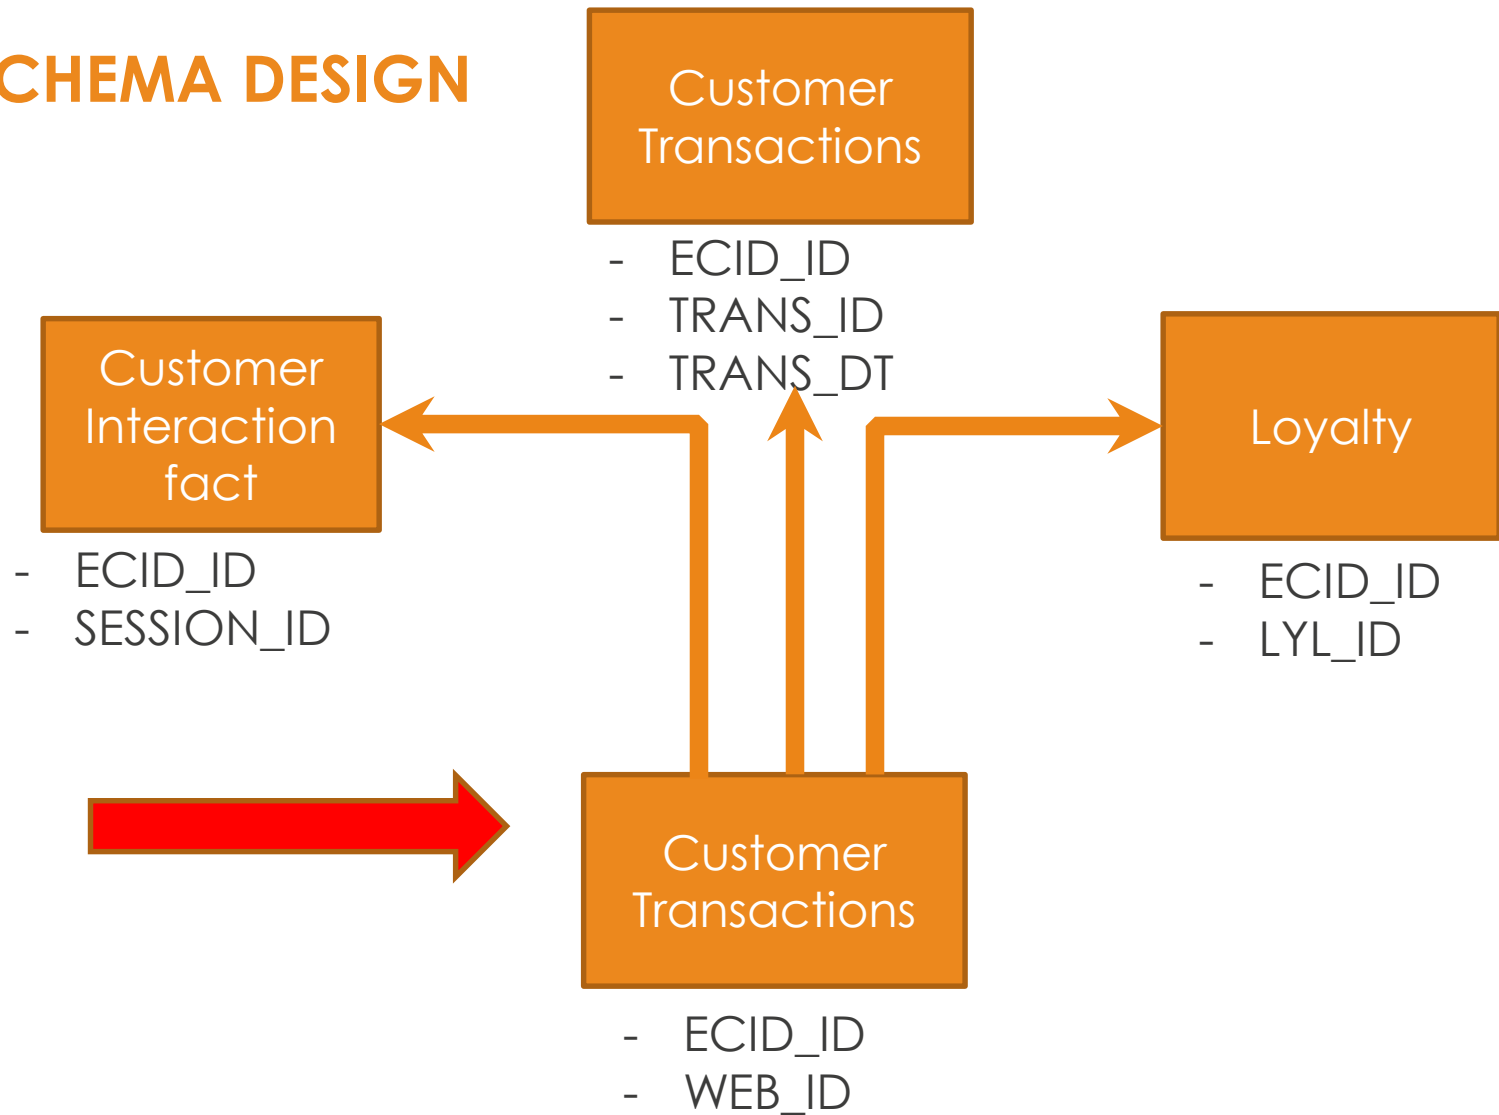 CHEMA DESIGN
Customer
Transactions
- ECID_ID
- TRANS_ID
- TRANS_DT
Customer
Interaction
fact
- ECID_ID
- SESSION_ID
Loyalty
- ECID_ID
- LYL_ID
Customer
Transactions
- ECID_ID
- WEB_ID